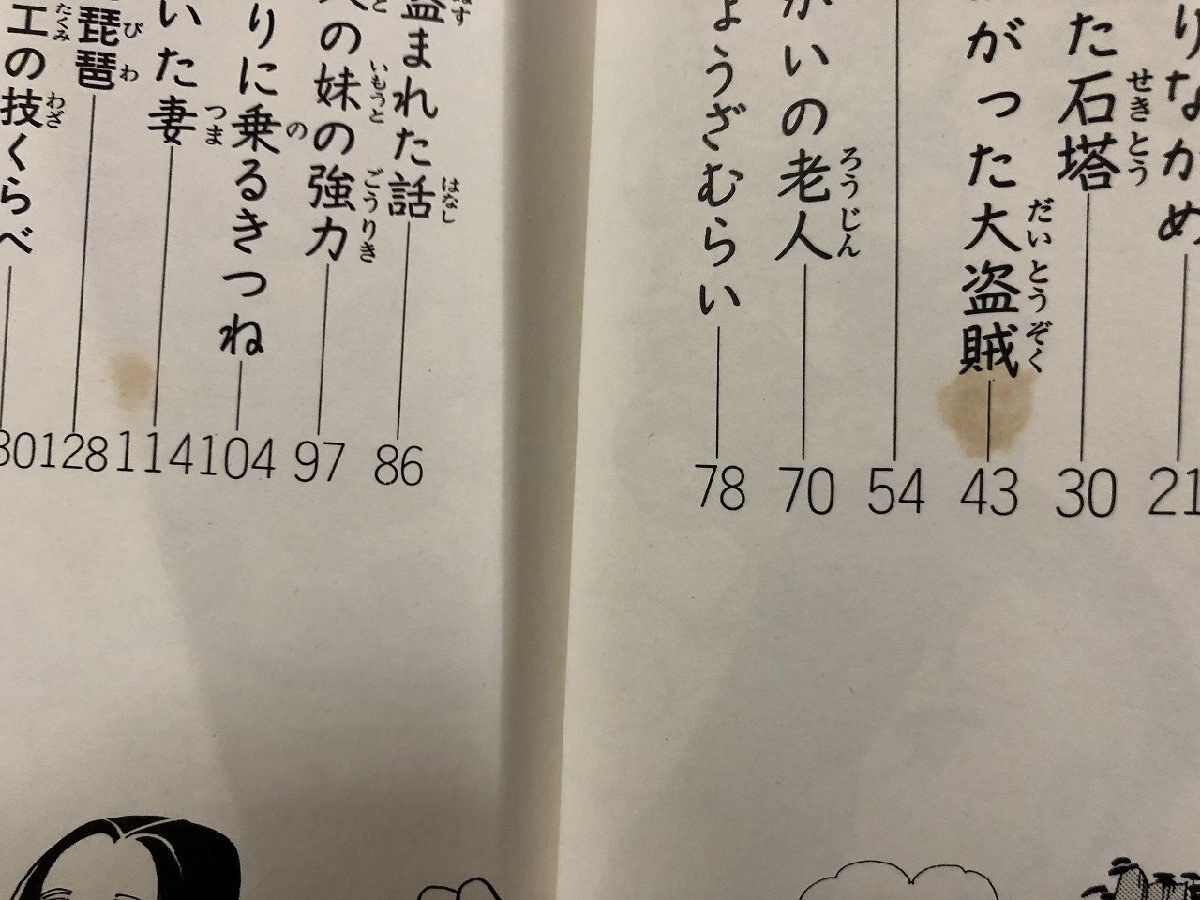 りながめ 21
た石塔 30
がった大盗賊 43
54
かいの老人 70
ょうざむらい 78
盗まれた話 86
の妹の強力 97
りに乗るきつね 104
いた妻 114
琵琶 128
工の技くらべ 30